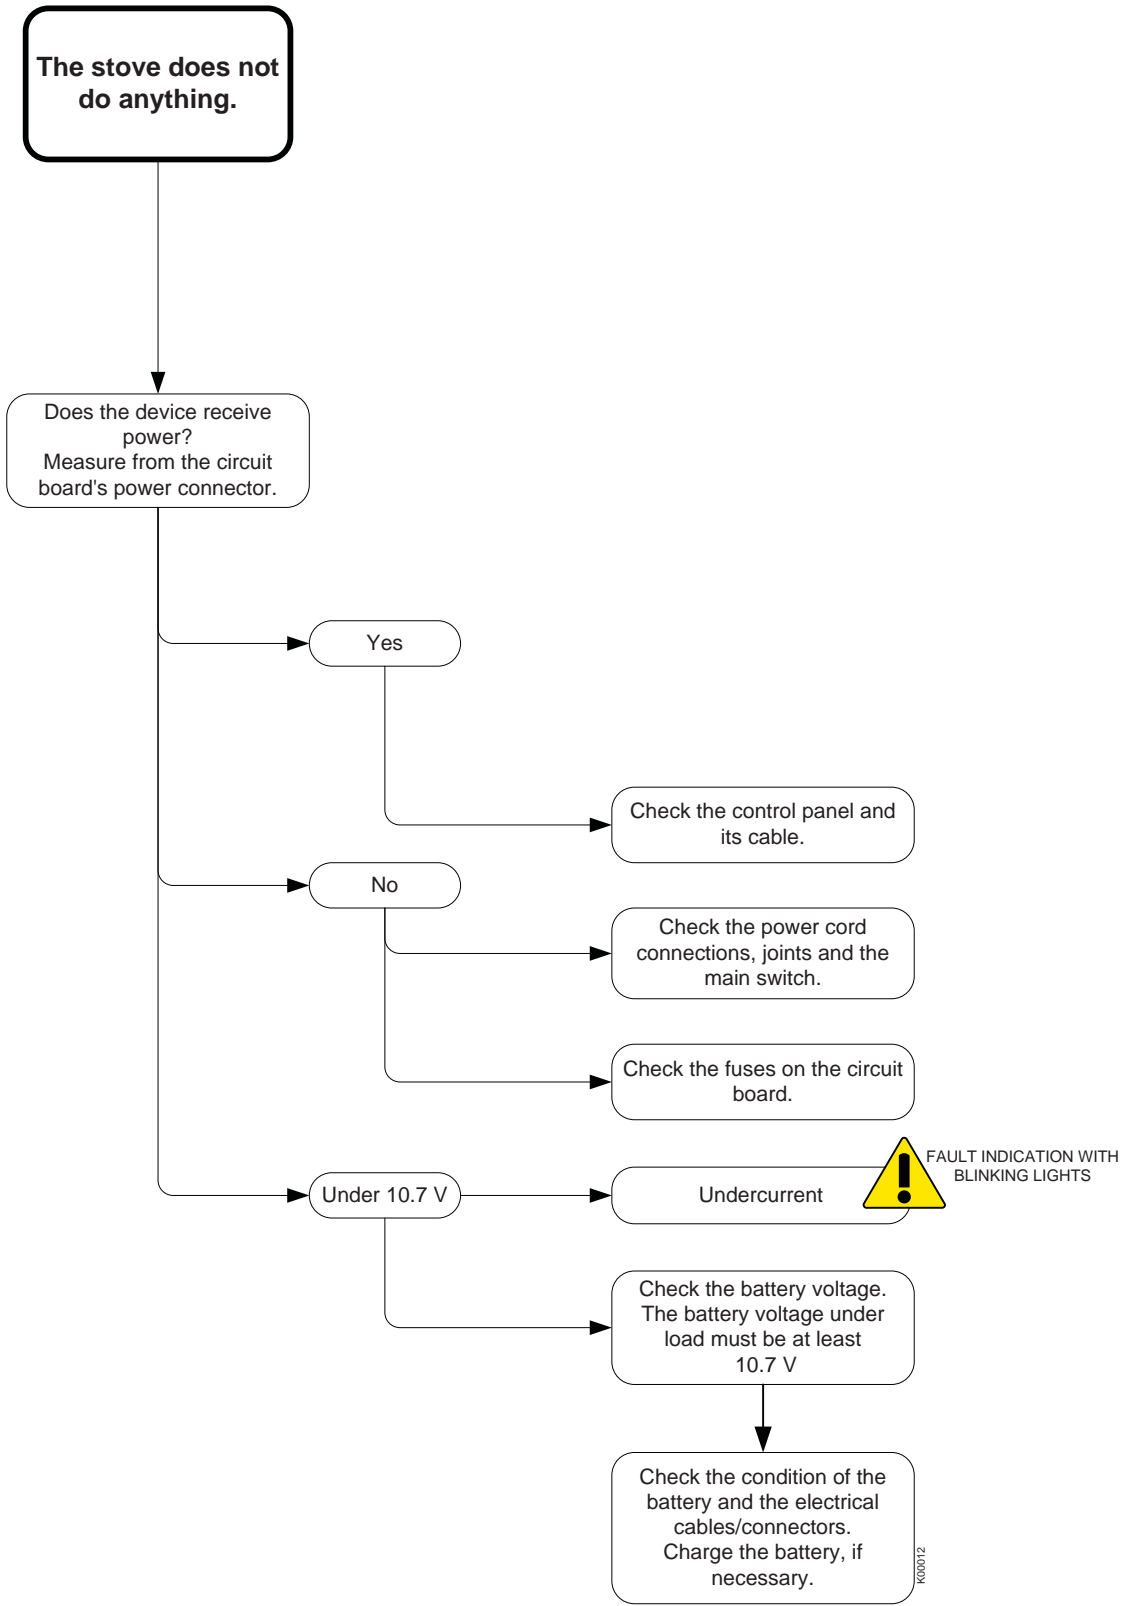 The stove does not
do anything.
Does the device receive
power?
Measure from the circuit
board's power connector.
Yes
Check the control panel and
its cable.
No
Check the power cord
connections, joints and the
main switch.
Check the fuses on the circuit
board.
Under 10.7 V
Undercurrent
FAULT INDICATION WITH
BLINKING LIGHTS
Check the battery voltage.
The battery voltage under
load must be at least
10.7 V
Check the condition of the
battery and the electrical
cables/connectors.
Charge the battery, if
necessary.
K00012